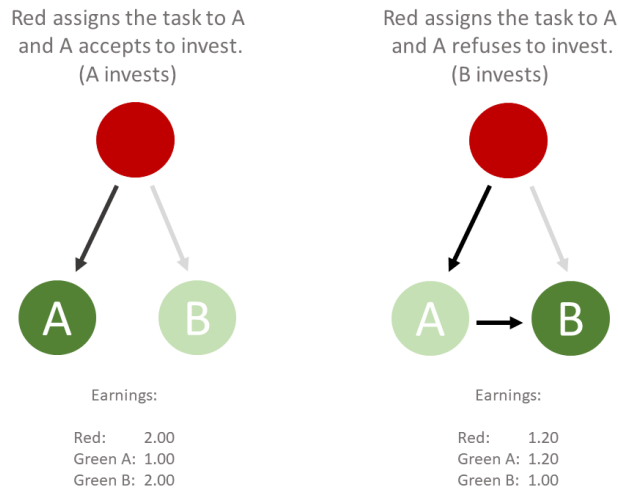 Red assigns the task to A
and A accepts to invest.
(A invests)
A
B
Earnings:
Red: 2.00
Green A: 1.00
Green B: 2.00
Red assigns the task to A
and A refuses to invest.
(B invests)
A
B
Earnings:
Red: 1.20
Green A: 1.20
Green B: 1.00